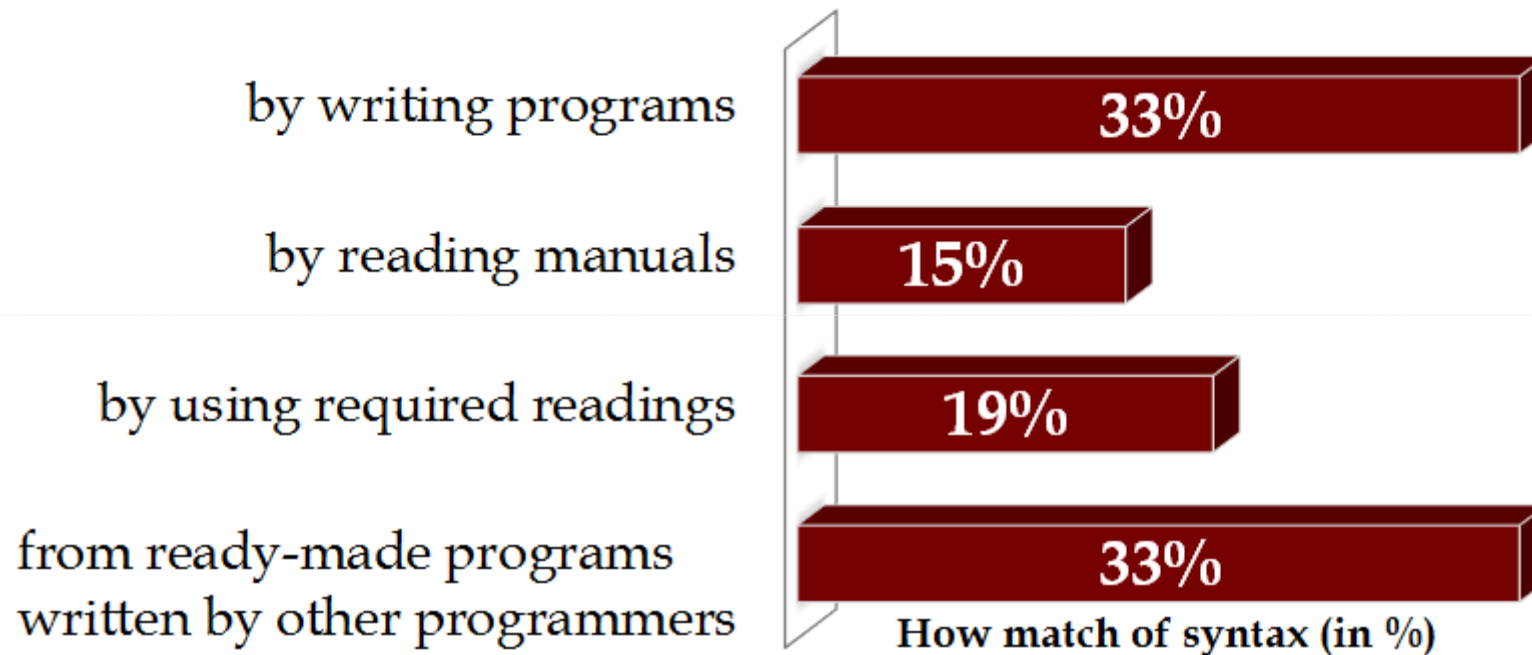 by writing programs
33%
by reading manuals
15%
by using required readings
19%
from ready-made programs
written by other programmers
33%
How match of syntax (in %)